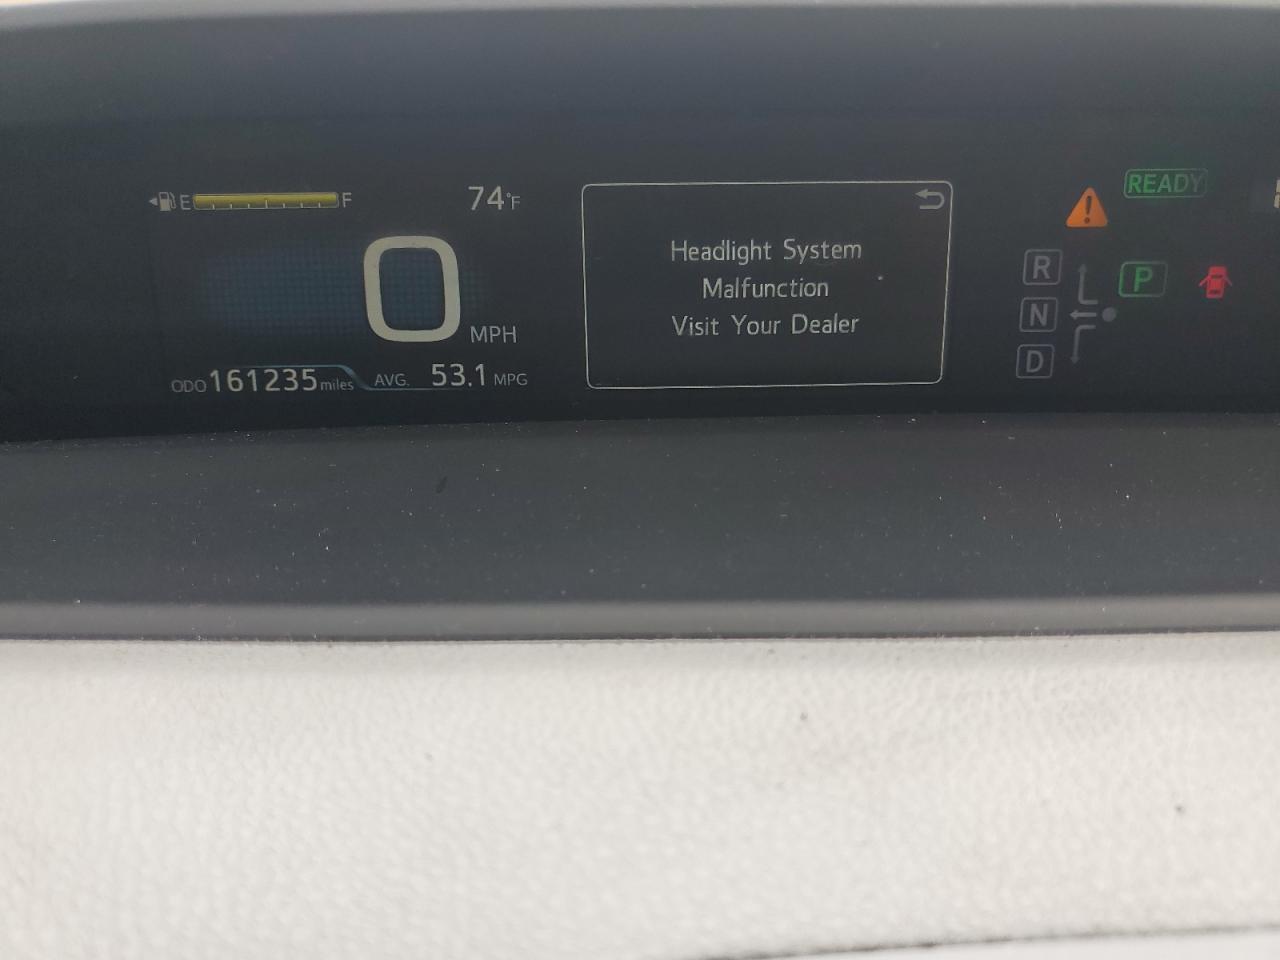 E F
74°F
0 MPH
ODO 161235 miles AVG. 53.1 MPG
Headlight System
Malfunction
Visit Your Dealer
READY
R
P
N
D